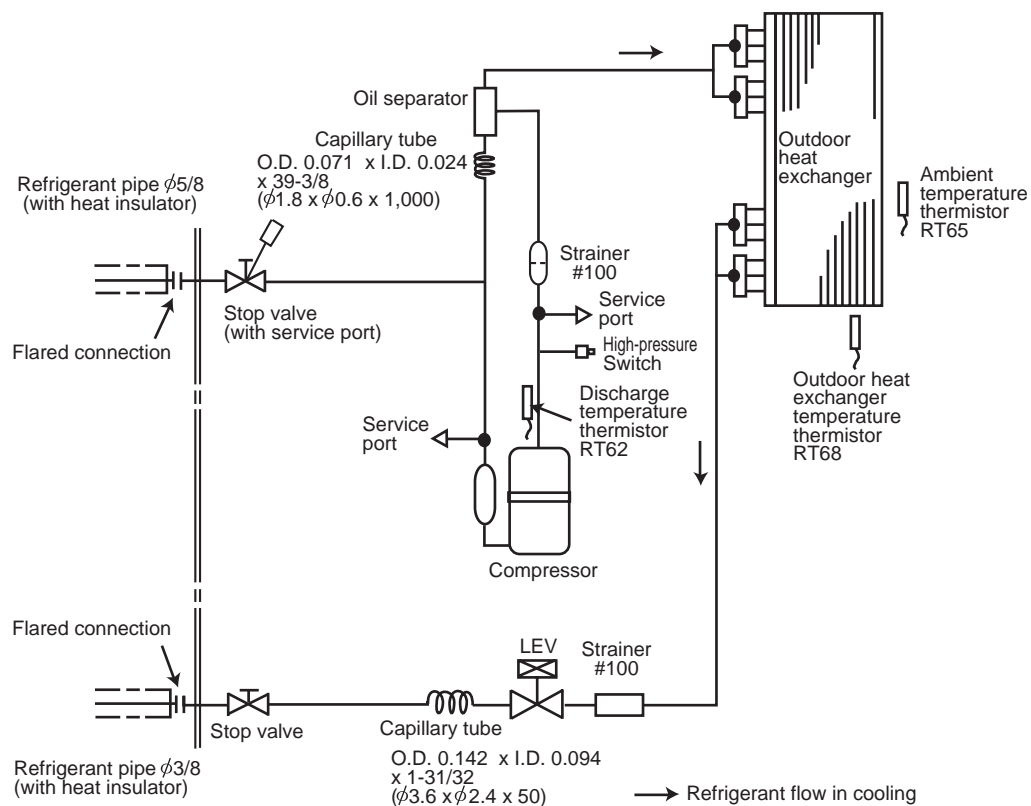 Oil separator
Capillary tube
O.D. 0.071 x I.D. 0.024
x 39-3/8
(ϕ1.8 x ϕ0.6 x 1,000)
Refrigerant pipe ϕ5/8
(with heat insulator)
Outdoor
heat
exchanger
Ambient
temperature
thermistor
RT65
Strainer
#100
Stop valve
(with service port)
Service
port
Flared connection
High-pressure
Switch
Outdoor heat
exchanger
temperature
thermistor
RT68
Discharge
temperature
thermistor
RT62
Service
port
Compressor
Flared connection
LEV
Strainer
#100
Stop valve
Capillary tube
O.D. 0.142 x I.D. 0.094
x 1-31/32
(ϕ3.6 x ϕ2.4 x 50)
Refrigerant pipe ϕ3/8
(with heat insulator)
Refrigerant flow in cooling